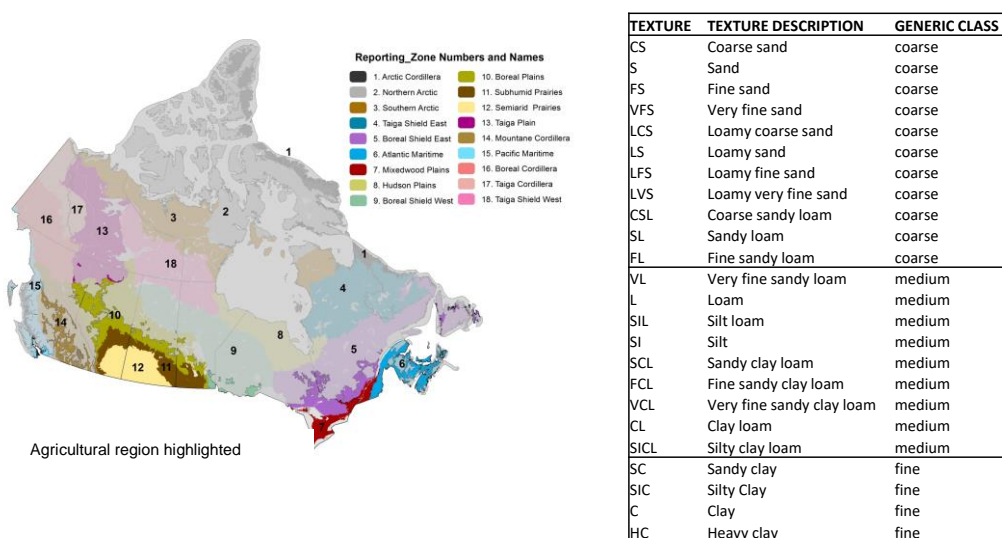 Reporting_Zone Numbers and Names
1. Arctic Cordillera
2. Northern Arctic
3. Southern Arctic
4. Taiga Shield East
5. Boreal Shield East
6. Atlantic Maritime
7. Mixedwood Plains
8. Hudson Plains
9. Boreal Shield West
10. Boreal Plains
11. Subhumid Prairies
12. Semiarid Prairies
13. Taiga Plain
14. Mountane Cordillera
15. Pacific Maritime
16. Boreal Cordillera
17. Taiga Cordillera
18. Taiga Shield West
1
2
3
17
16
13
18
1
4
15
10
14
8
5
9
6
12
11
7
Agricultural region highlighted
TEXTURE TEXTURE DESCRIPTION GENERIC CLASS
CS Coarse sand coarse
S Sand coarse
FS Fine sand coarse
VFS Very fine sand coarse
LCS Loamy coarse sand coarse
LS Loamy sand coarse
LFS Loamy fine sand coarse
LVS Loamy very fine sand coarse
CSL Coarse sandy loam coarse
SL Sandy loam coarse
FL Fine sandy loam coarse
VL Very fine sandy loam medium
L Loam medium
SIL Silt loam medium
SI Silt medium
SCL Sandy clay loam medium
FCL Fine sandy clay loam medium
VCL Very fine sandy clay loam medium
CL Clay loam medium
SICL Silty clay loam medium
SC Sandy clay fine
SIC Silty Clay fine
C Clay fine
HC Heavy clay fine